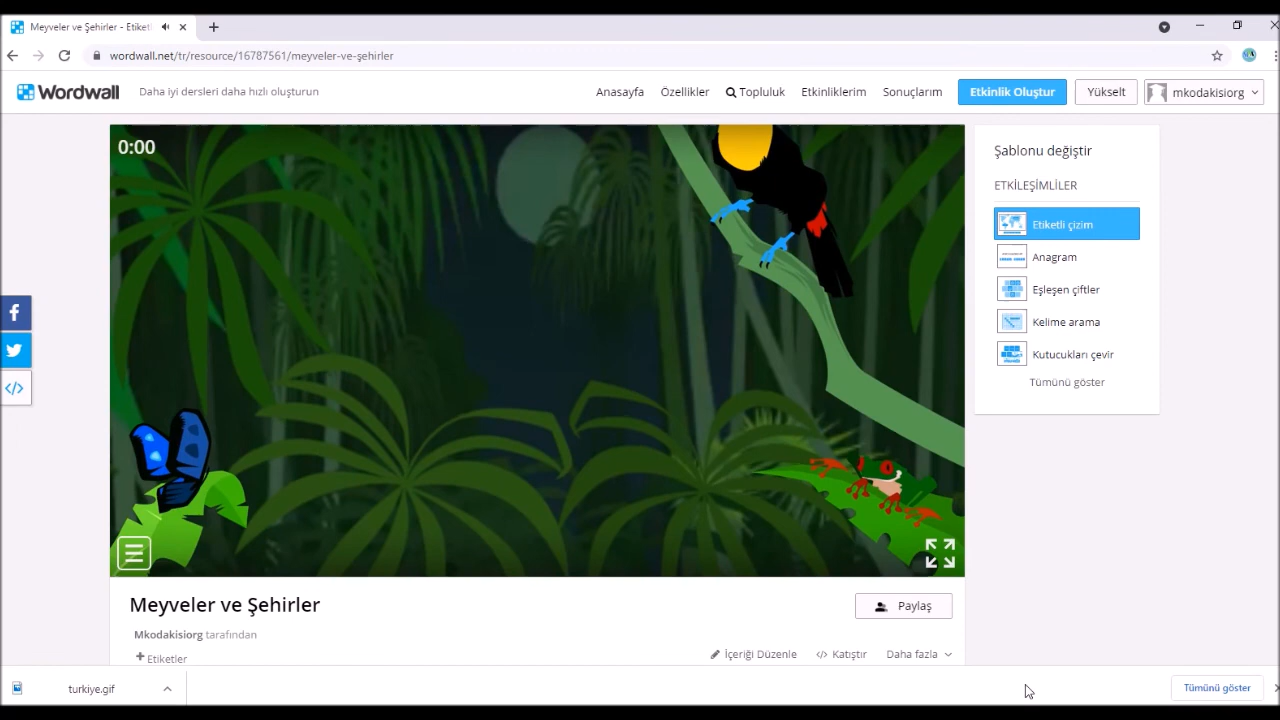 Meyveler ve Şehirler - Etiket
wordwall.net/tr/resource/16787561/meyveler-ve-şehirler
Wordwall
Daha iyi dersleri daha hızlı oluşturun
Anasayfa
Özellikler
Topluluk
Etkinliklerim
Sonuçlarım
Etkinlik Oluştur
Yükselt
mkodakisiorg
0:00
Şablonu değiştir
ETKİLEŞİMLİLER
Etiketli çizim
Anagram
Eşleşen çiftler
Kelime arama
Kutucukları çevir
Tümünü göster
Meyveler ve Şehirler
Paylaş
Mkodakisiorg tarafından
Etiketler
İçeriği Düzenle
Katıştır
Daha fazla
turkiye.gif
Tümünü göster